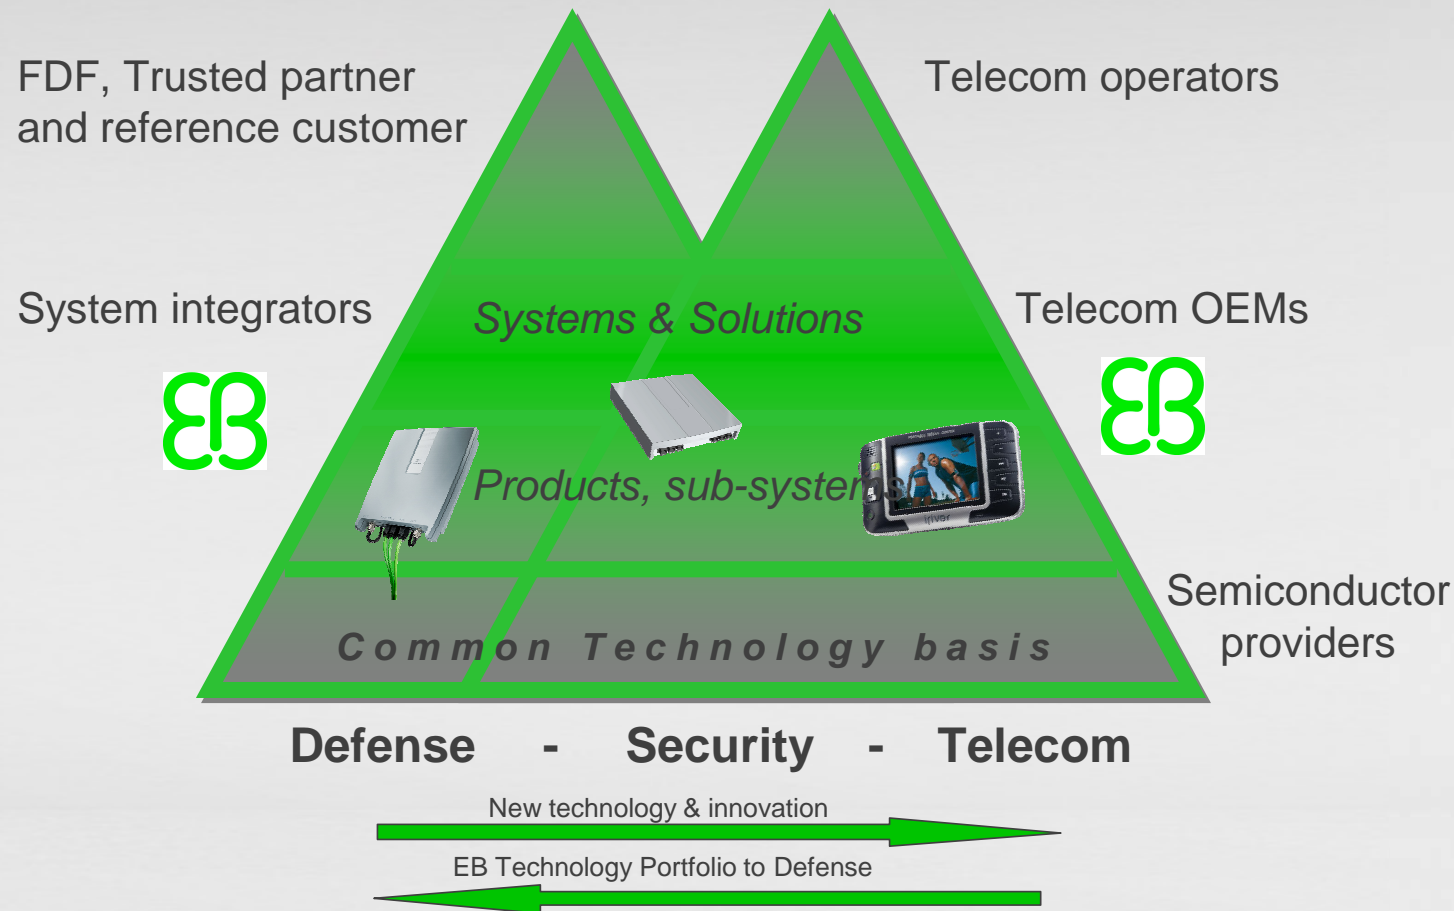 FDF, Trusted partner
and reference customer
Telecom operators
System integrators
Systems & Solutions
Telecom OEMs
EB
EB
Products, sub-systems
iriver
Semiconductor
providers
Common Technology basis
Defense - Security - Telecom
New technology & innovation
EB Technology Portfolio to Defense